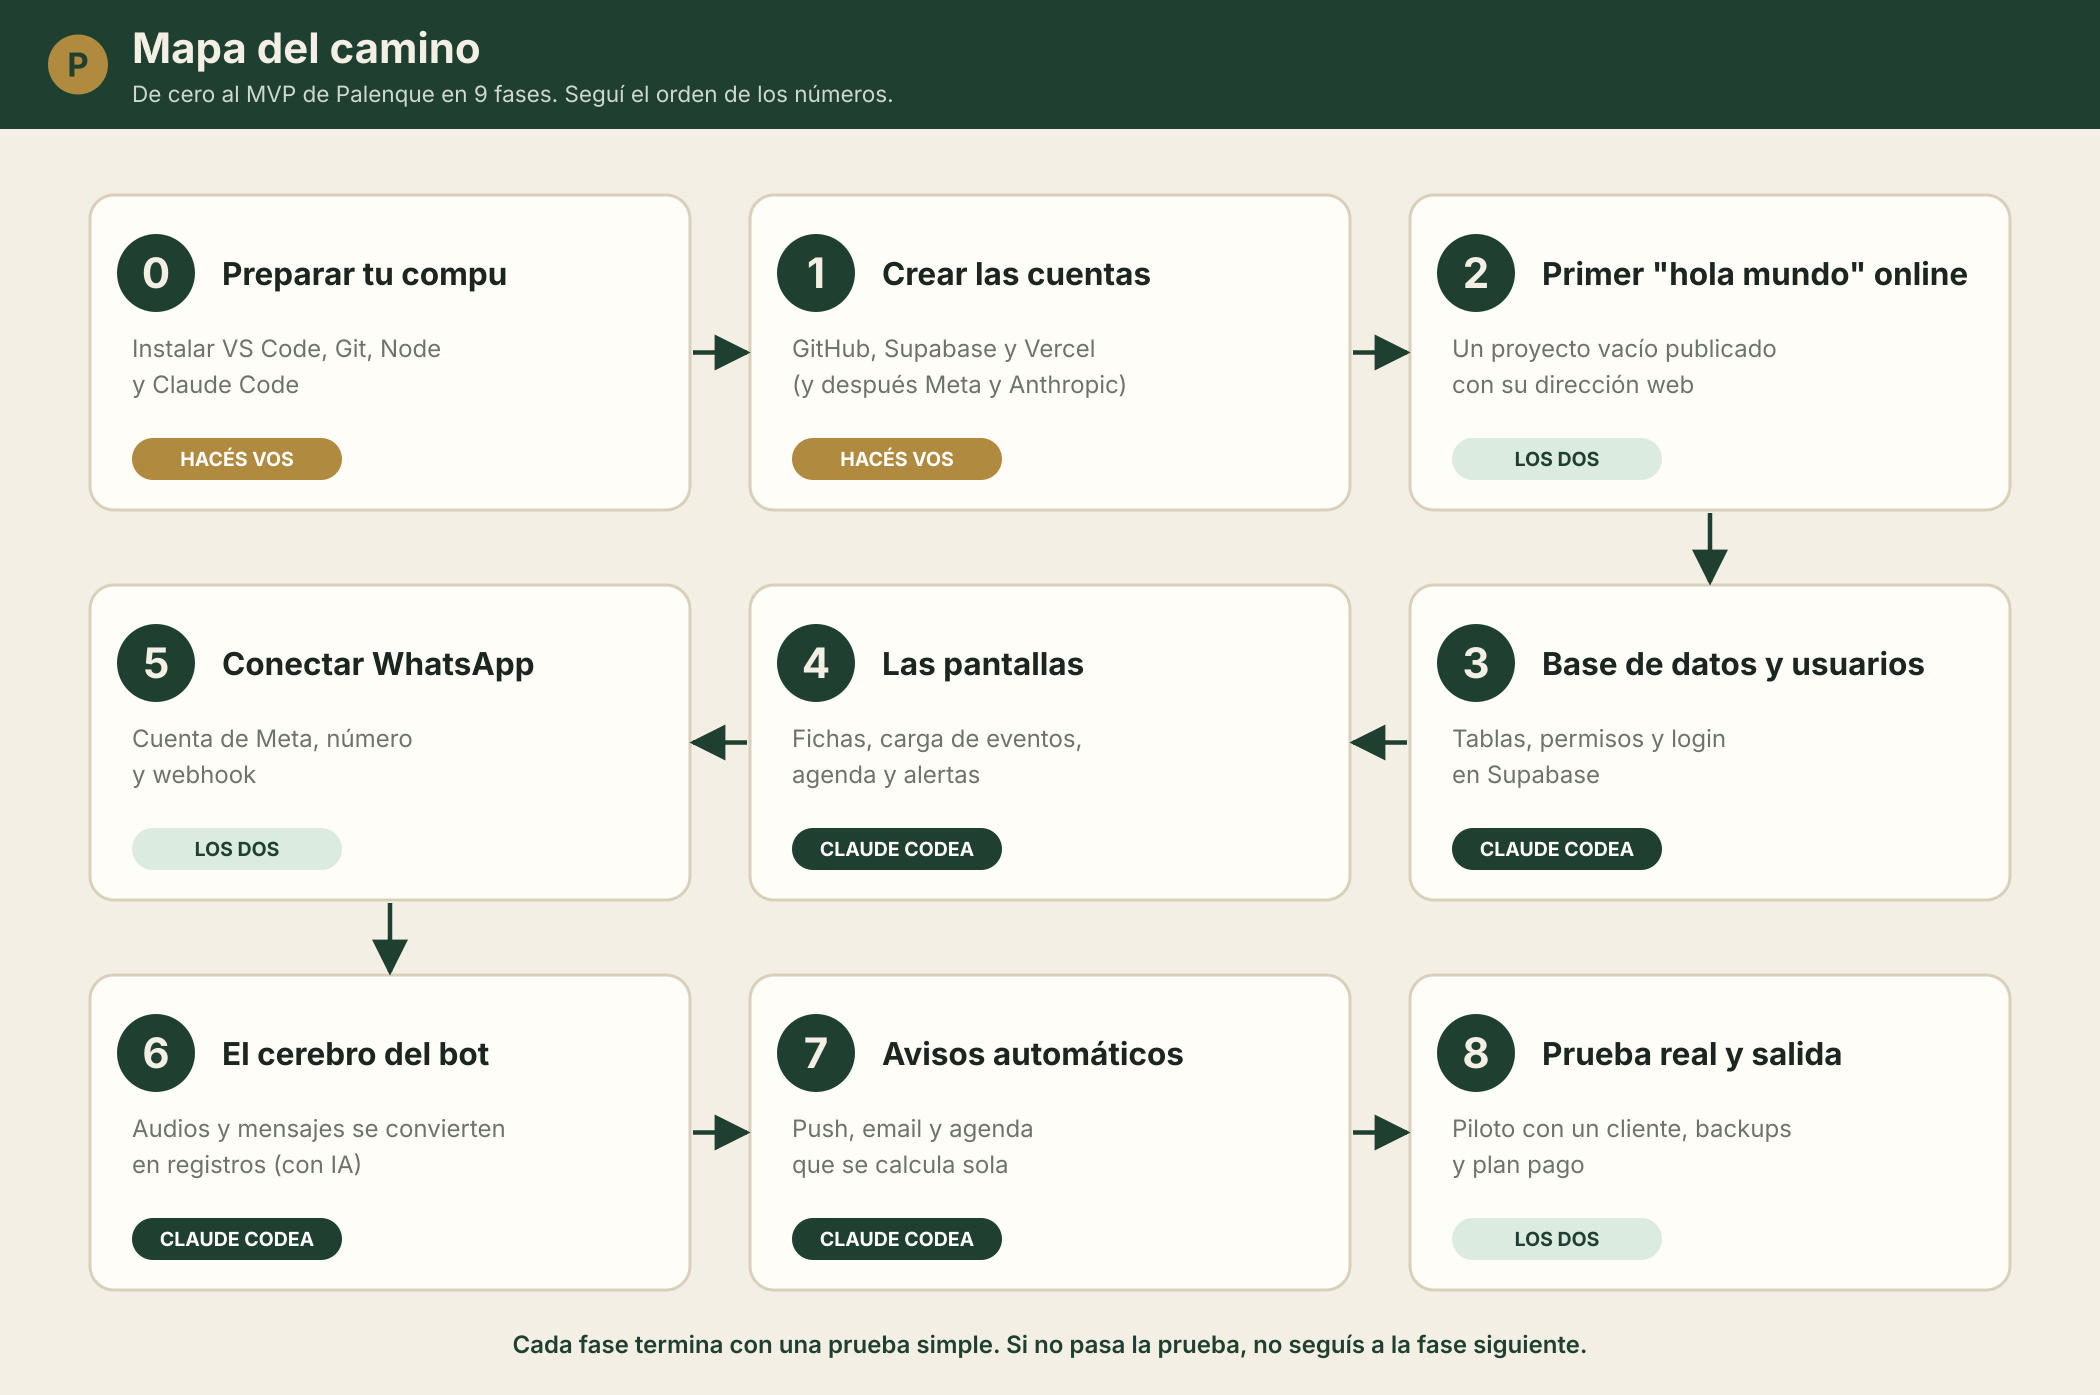 P
Mapa del camino
De cero al MVP de Palenque en 9 fases. Seguí el orden de los números.
0
Preparar tu compu
Instalar VS Code, Git, Node
y Claude Code
HACÉS VOS
1
Crear las cuentas
GitHub, Supabase y Vercel
(y después Meta y Anthropic)
HACÉS VOS
2
Primer "hola mundo" online
Un proyecto vacío publicado
con su dirección web
LOS DOS
3
Base de datos y usuarios
Tablas, permisos y login
en Supabase
CLAUDE CODEA
4
Las pantallas
Fichas, carga de eventos,
agenda y alertas
CLAUDE CODEA
5
Conectar WhatsApp
Cuenta de Meta, número
y webhook
LOS DOS
6
El cerebro del bot
Audios y mensajes se convierten
en registros (con IA)
CLAUDE CODEA
7
Avisos automáticos
Push, email y agenda
que se calcula sola
CLAUDE CODEA
8
Prueba real y salida
Piloto con un cliente, backups
y plan pago
LOS DOS
Cada fase termina con una prueba simple. Si no pasa la prueba, no seguís a la fase siguiente.